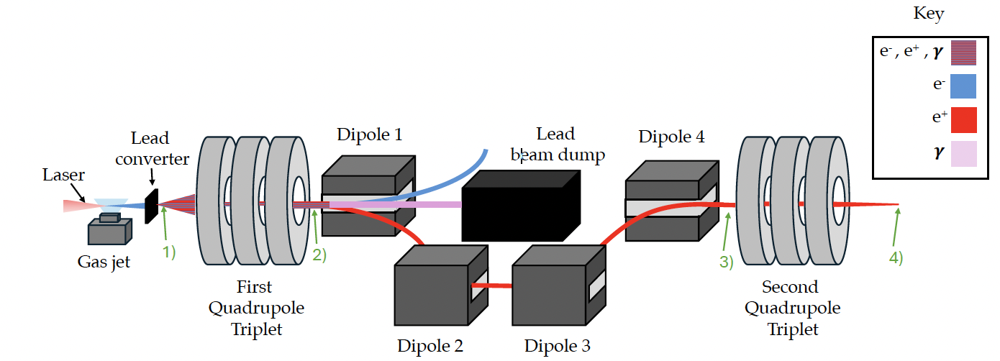 Key
e⁻, e⁺, γ
e⁻
e⁺
γ
Laser
Lead
converter
Gas jet
1)
First
Quadrupole
Triplet
2)
Dipole 1
Dipole 2
Lead
beam dump
Dipole 3
Dipole 4
3)
Second
Quadrupole
Triplet
4)